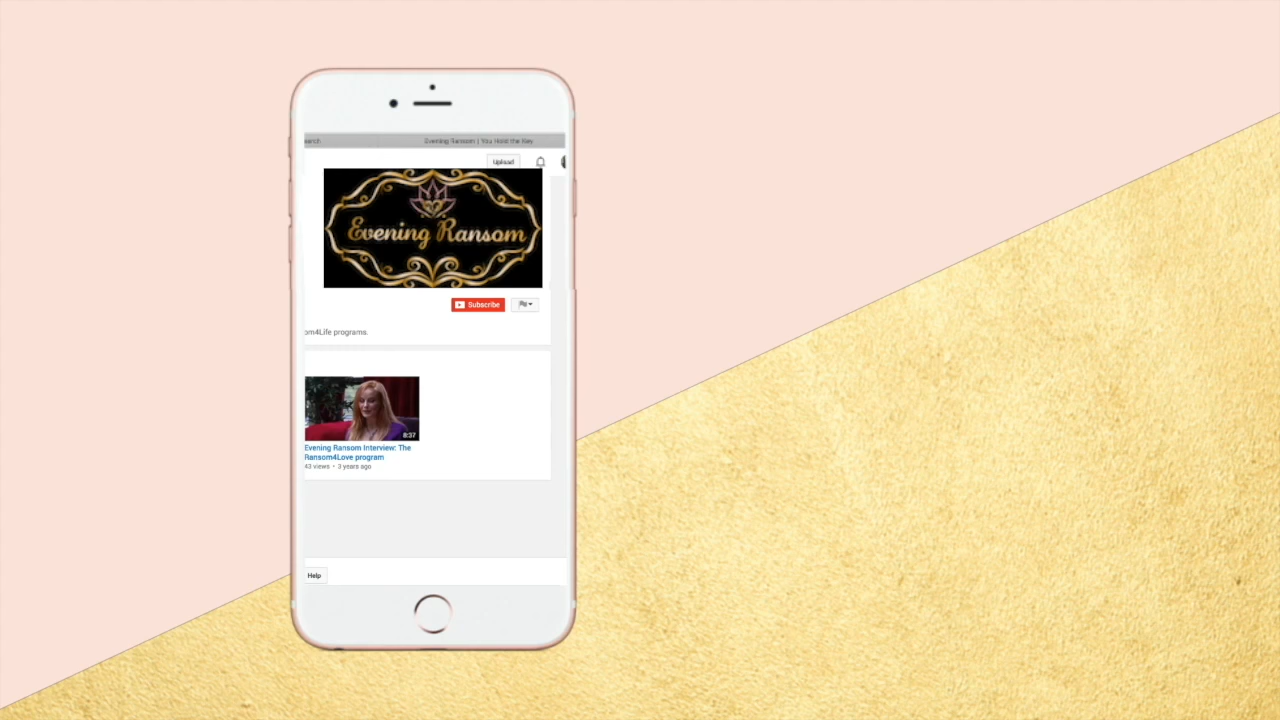 earch
Evening Ransom | You Hold the Key
Upload
Evening Ransom
Subscribe
om4Life programs.
8:37
Evening Ransom Interview: The
Ransom4Love program
43 views • 3 years ago
Help